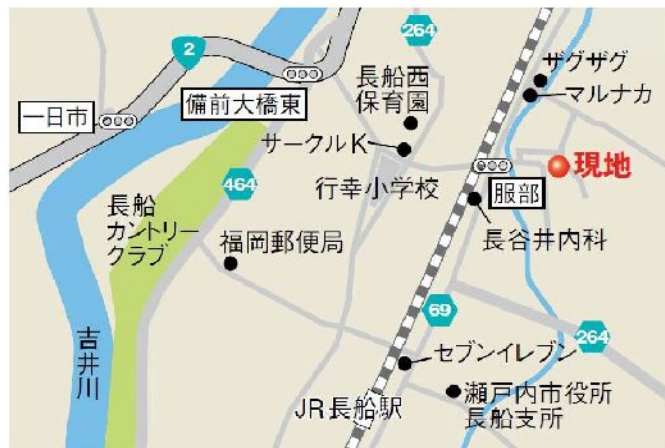 264
2
ザグザグ
マルナカ
長船西
保育園
備前大橋東
一日市
サークルK
現地
464
行幸小学校
服部
長船
カントリー
クラブ
福岡郵便局
長谷井内科
69
264
吉井川
セブンイレブン
JR長船駅
瀬戸内市役所
長船支所